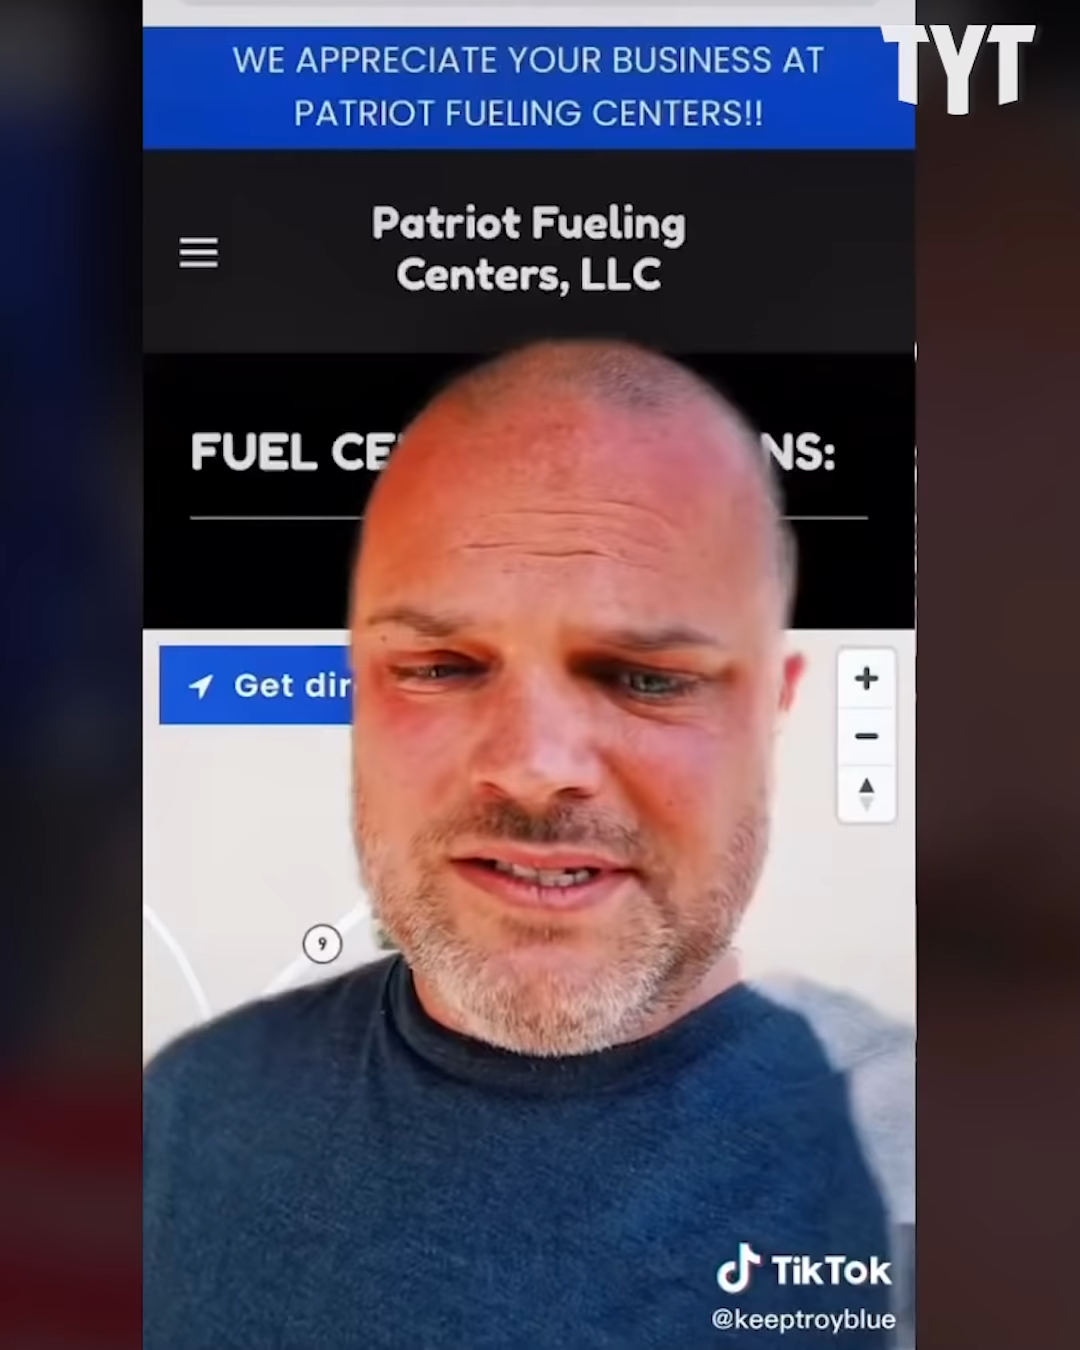 TYT
WE APPRECIATE YOUR BUSINESS AT
PATRIOT FUELING CENTERS!!
Patriot Fueling
Centers, LLC
FUEL CE NS:
Get dir
9
TikTok
@keeptroyblue